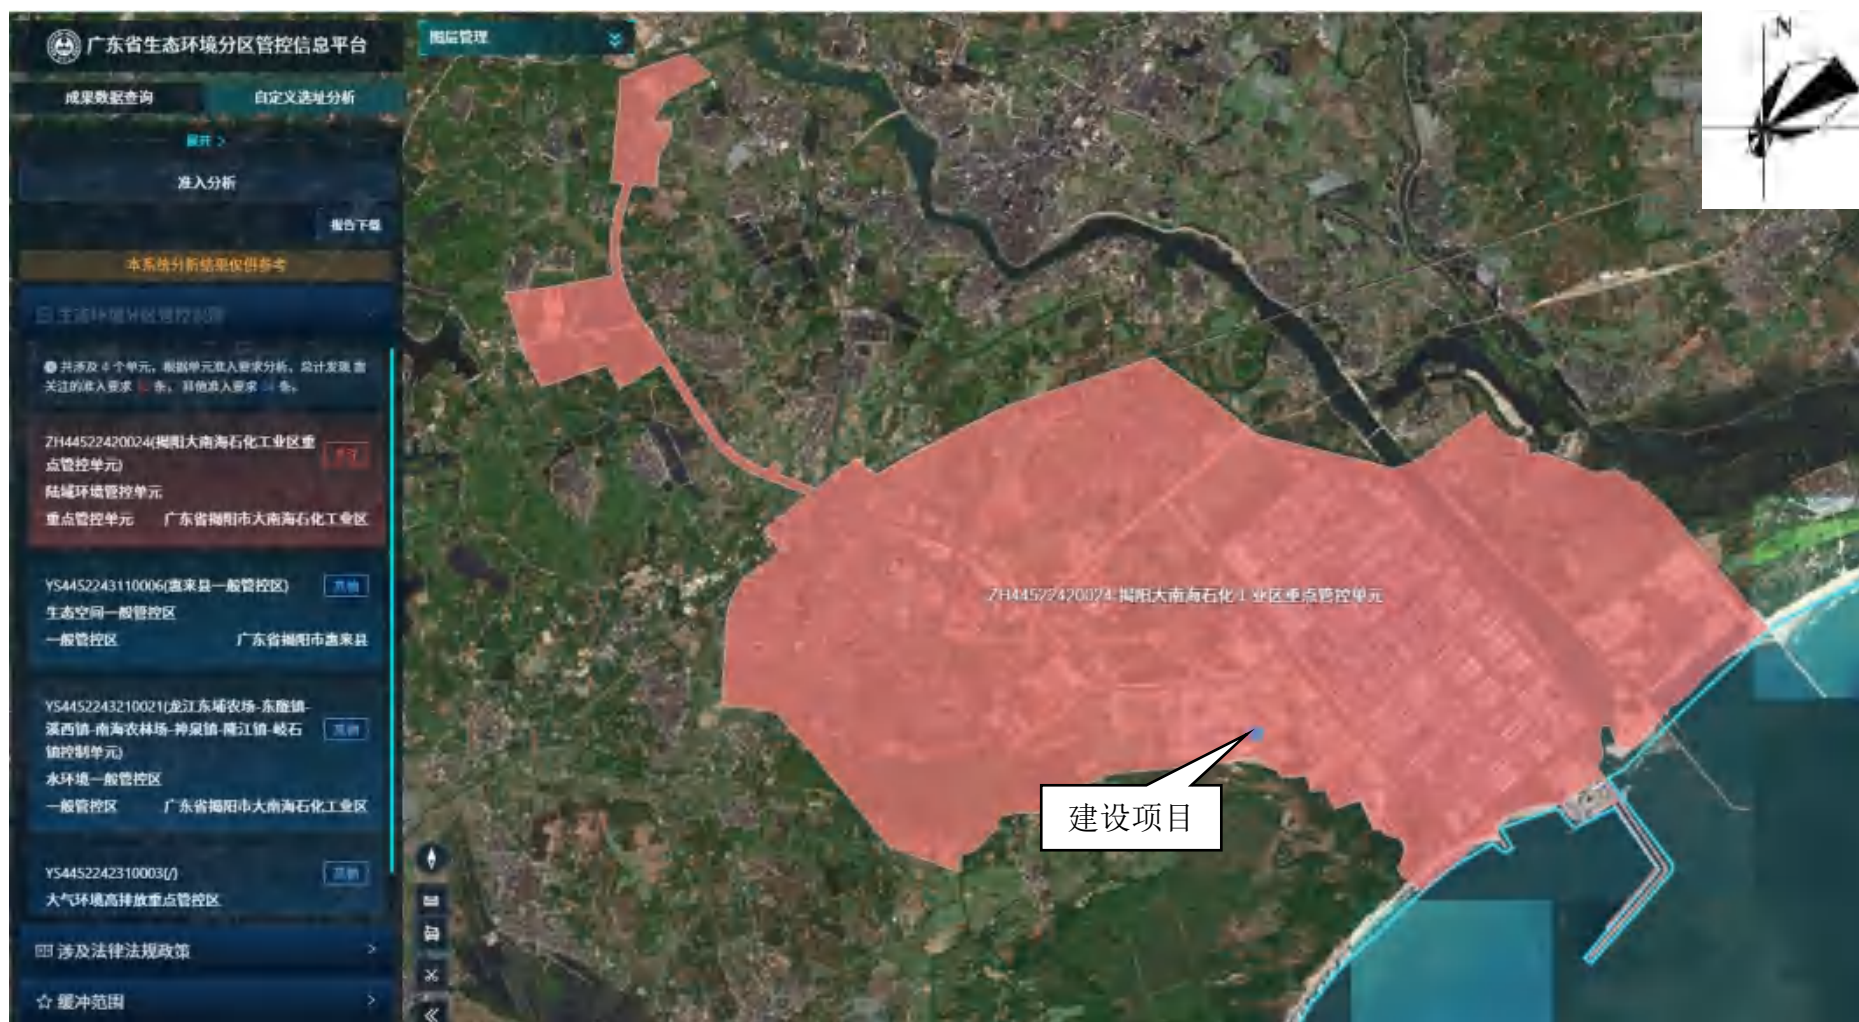 广东省生态环境分区管控信息平台
图层管理
成果数据查询
自定义选址分析
展开 >
准入分析
报告下载
本系统分析结果仅供参考
共涉及 4 个单元，根据单元准入要求分析，总计发现需
关注的准入要求 条，其他准入要求 条。
ZH44522420024(揭阳大南海石化工业区重
点管控单元)
关注
陆域环境管控单元
重点管控单元 广东省揭阳市大南海石化工业区
YS4452243110006(惠来县一般管控区)
其他
生态空间一般管控区
一般管控区 广东省揭阳市惠来县
YS4452243210021(龙江东埔农场-东陇镇-
溪西镇-南海农林场-神泉镇-隆江镇-岐石
镇控制单元)
其他
水环境一般管控区
一般管控区 广东省揭阳市大南海石化工业区
YS4452242310003(/)
其他
大气环境高排放重点管控区
涉及法律法规政策 >
缓冲范围 >
ZH44522420024-揭阳大南海石化工业区重点管控单元
建设项目
N